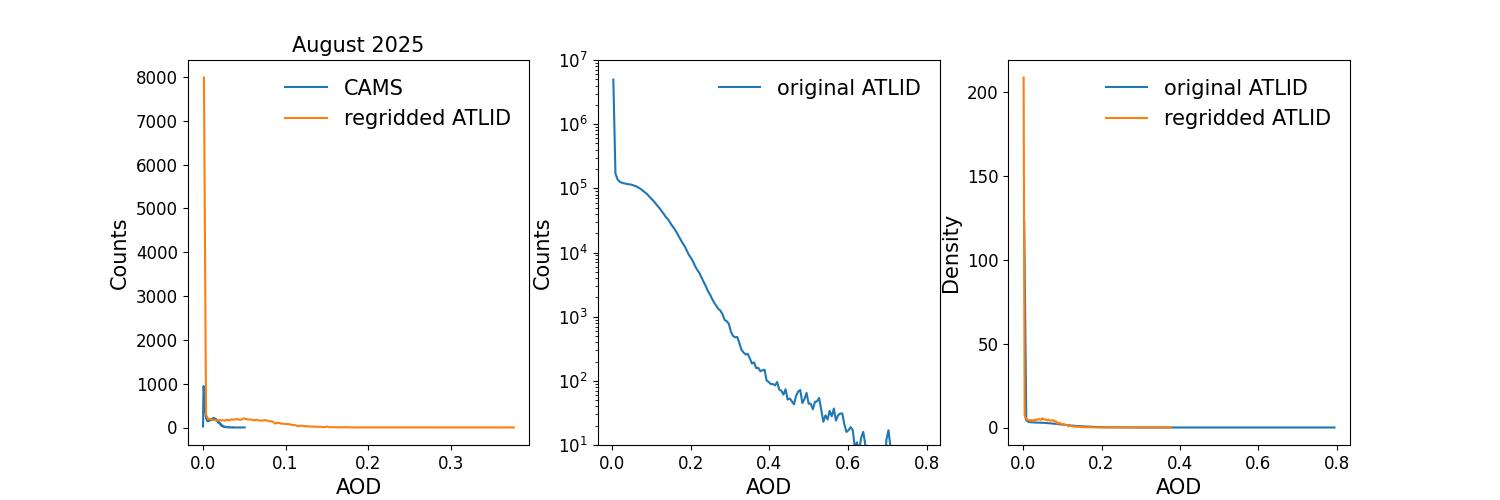 August 2025
Counts
8000
7000
6000
5000
4000
3000
2000
1000
0
CAMS
regridded ATLID
0.0 0.1 0.2 0.3
AOD
Counts
10^7
10^6
10^5
10^4
10^3
10^2
10^1
original ATLID
0.0 0.2 0.4 0.6 0.8
AOD
Density
200
150
100
50
0
original ATLID
regridded ATLID
0.0 0.2 0.4 0.6 0.8
AOD